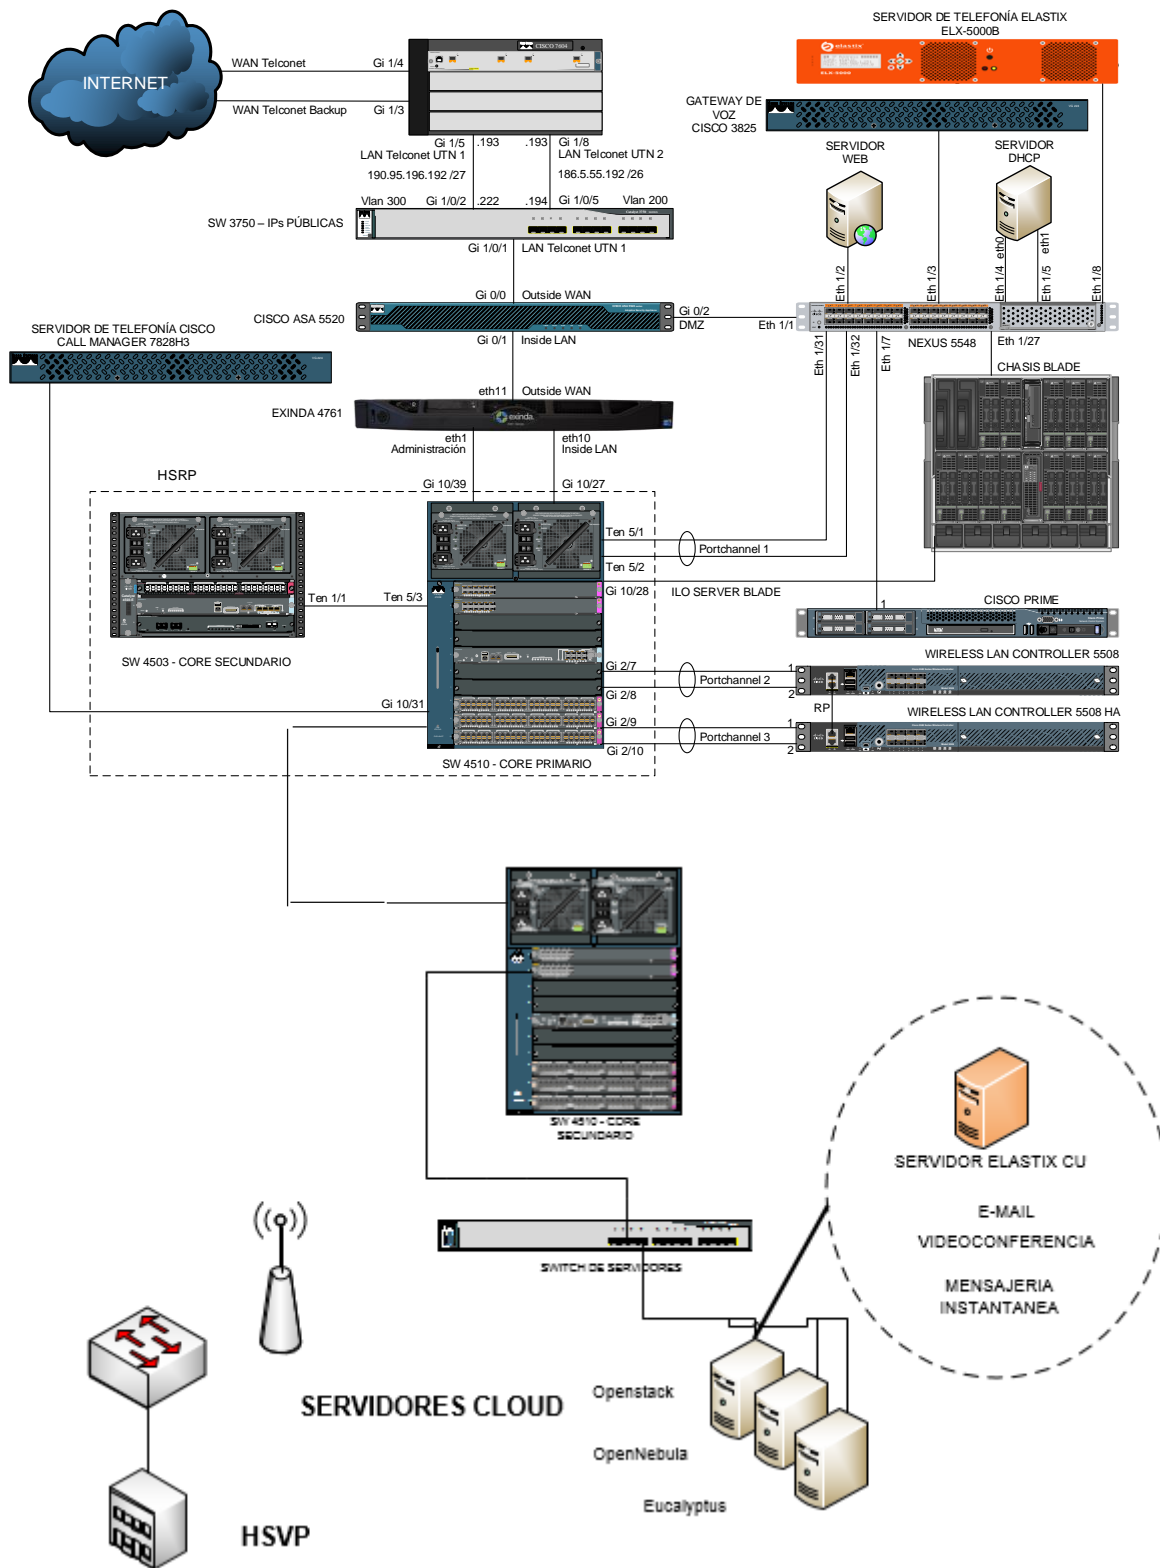 SERVIDOR DE TELEFONÍA ELASTIX
ELX-5000B
INTERNET
WAN Telconet
Gi 1/4
CISCO 7604
elastix
ELX-5000
WAN Telconet Backup
Gi 1/3
GATEWAY DE
VOZ
CISCO 3825
Gi 1/5
.193
.193
Gi 1/8
LAN Telconet UTN 1
LAN Telconet UTN 2
190.95.196.192 /27
186.5.55.192 /26
SERVIDOR
WEB
SERVIDOR
DHCP
Vlan 300
Gi 1/0/2
.222
.194
Gi 1/0/5
Vlan 200
SW 3750 – IPs PÚBLICAS
Gi 1/0/1
LAN Telconet UTN 1
Eth 1/2
Eth 1/3
Eth 1/4
eth0
Eth 1/5
eth1
Eth 1/8
Gi 0/0
Outside WAN
CISCO ASA 5520
Gi 0/2
DMZ
Eth 1/1
Gi 0/1
Inside LAN
Eth 1/31
Eth 1/32
Eth 1/7
NEXUS 5548
Eth 1/27
SERVIDOR DE TELEFONÍA CISCO
CALL MANAGER 7828H3
CHASIS BLADE
eth11
Outside WAN
EXINDA 4761
exinda
eth1
Administración
eth10
Inside LAN
HSRP
Gi 10/39
Gi 10/27
Ten 5/1
Portchannel 1
Ten 5/2
Gi 10/28
ILO SERVER BLADE
Ten 1/1
Ten 5/3
1
CISCO PRIME
SW 4503 - CORE SECUNDARIO
WIRELESS LAN CONTROLLER 5508
Gi 2/7
1
Portchannel 2
Gi 2/8
2
Gi 10/31
RP
WIRELESS LAN CONTROLLER 5508 HA
Gi 2/9
1
Portchannel 3
Gi 2/10
2
SW 4510 - CORE PRIMARIO
SW 4510 - CORE
SECUNDARIO
SERVIDOR ELASTIX CU
E-MAIL
VIDEOCONFERENCIA
MENSAJERIA
INSTANTANEA
SWITCH DE SERVIDORES
SERVIDORES CLOUD
Openstack
OpenNebula
Eucalyptus
HSVP